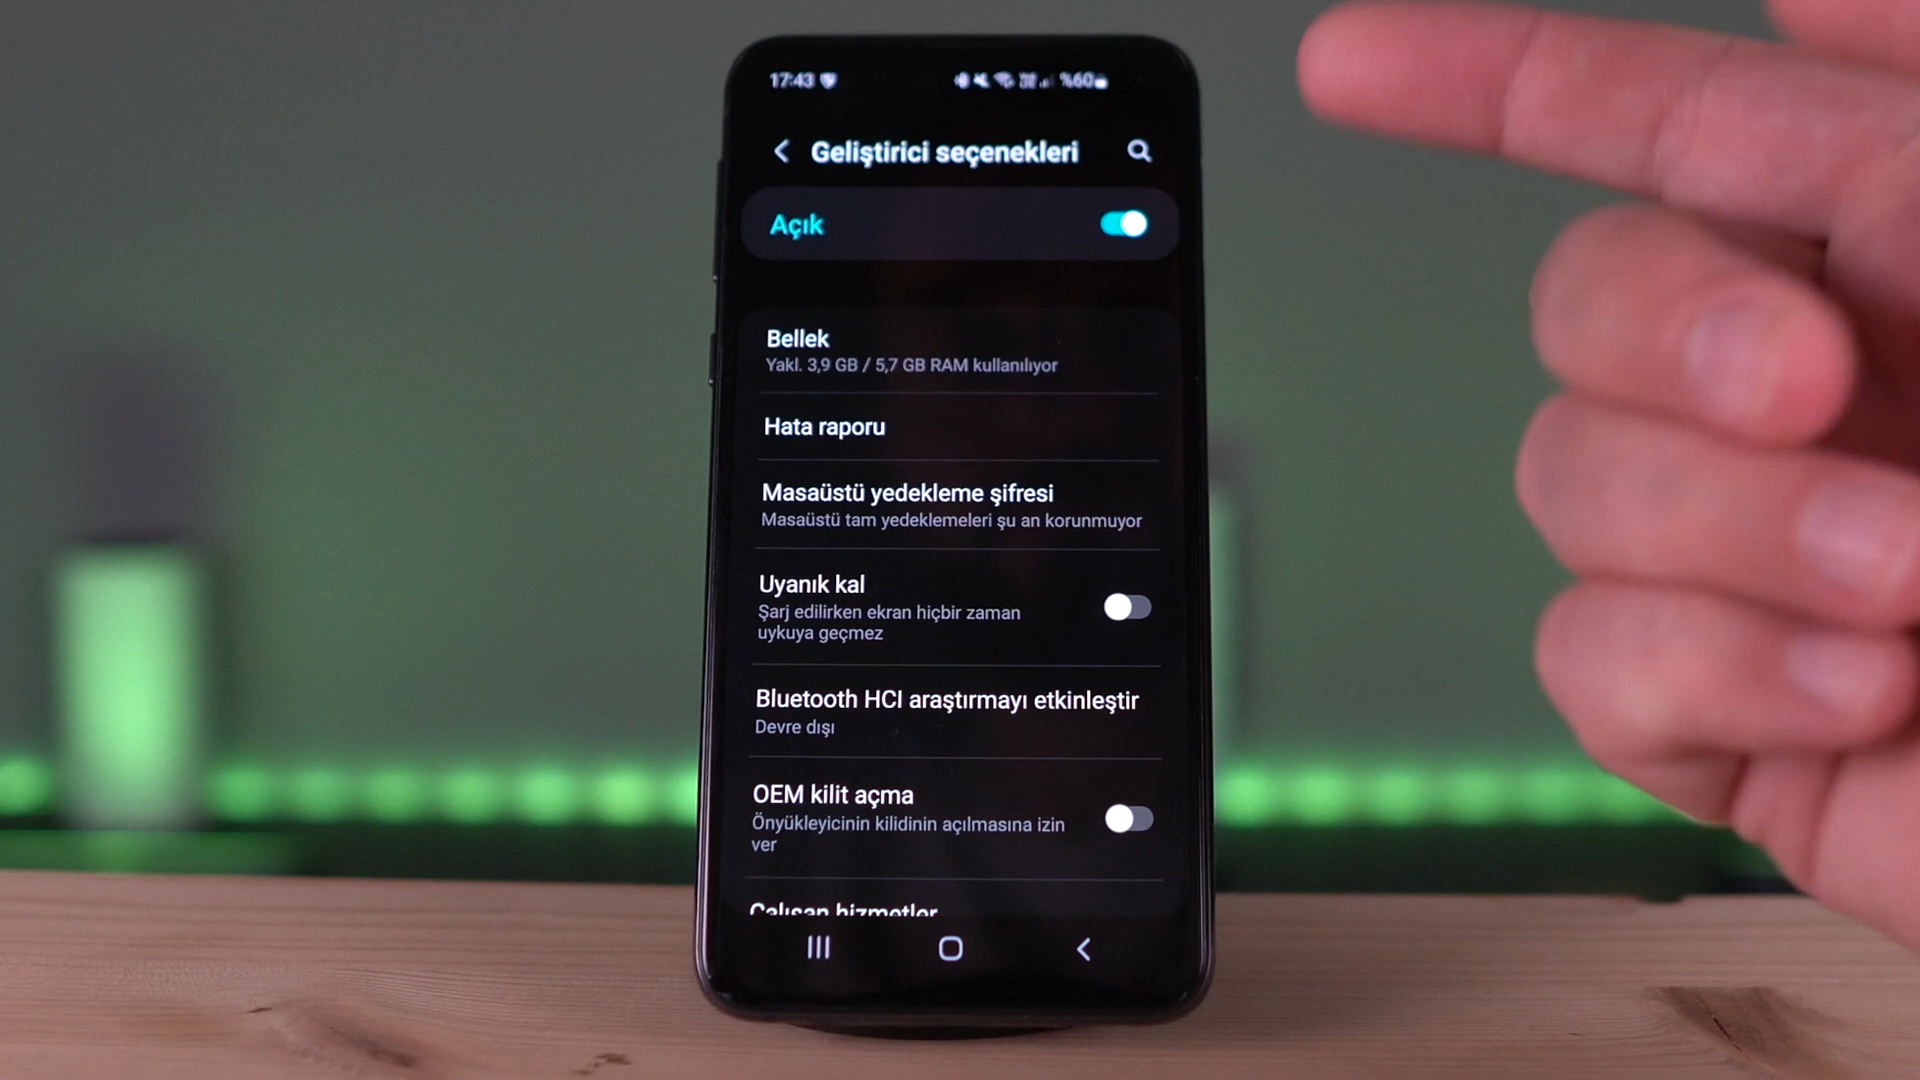 17:43 %60
Geliştirici seçenekleri
Açık
Bellek
Yakl. 3,9 GB / 5,7 GB RAM kullanılıyor
Hata raporu
Masaüstü yedekleme şifresi
Masaüstü tam yedeklemeleri şu an korunmuyor
Uyanık kal
Şarj edilirken ekran hiçbir zaman
uykuya geçmez
Bluetooth HCI araştırmayı etkinleştir
Devre dışı
OEM kilit açma
Önyükleyicinin kilidinin açılmasına izin
ver
Çalışan hizmetler